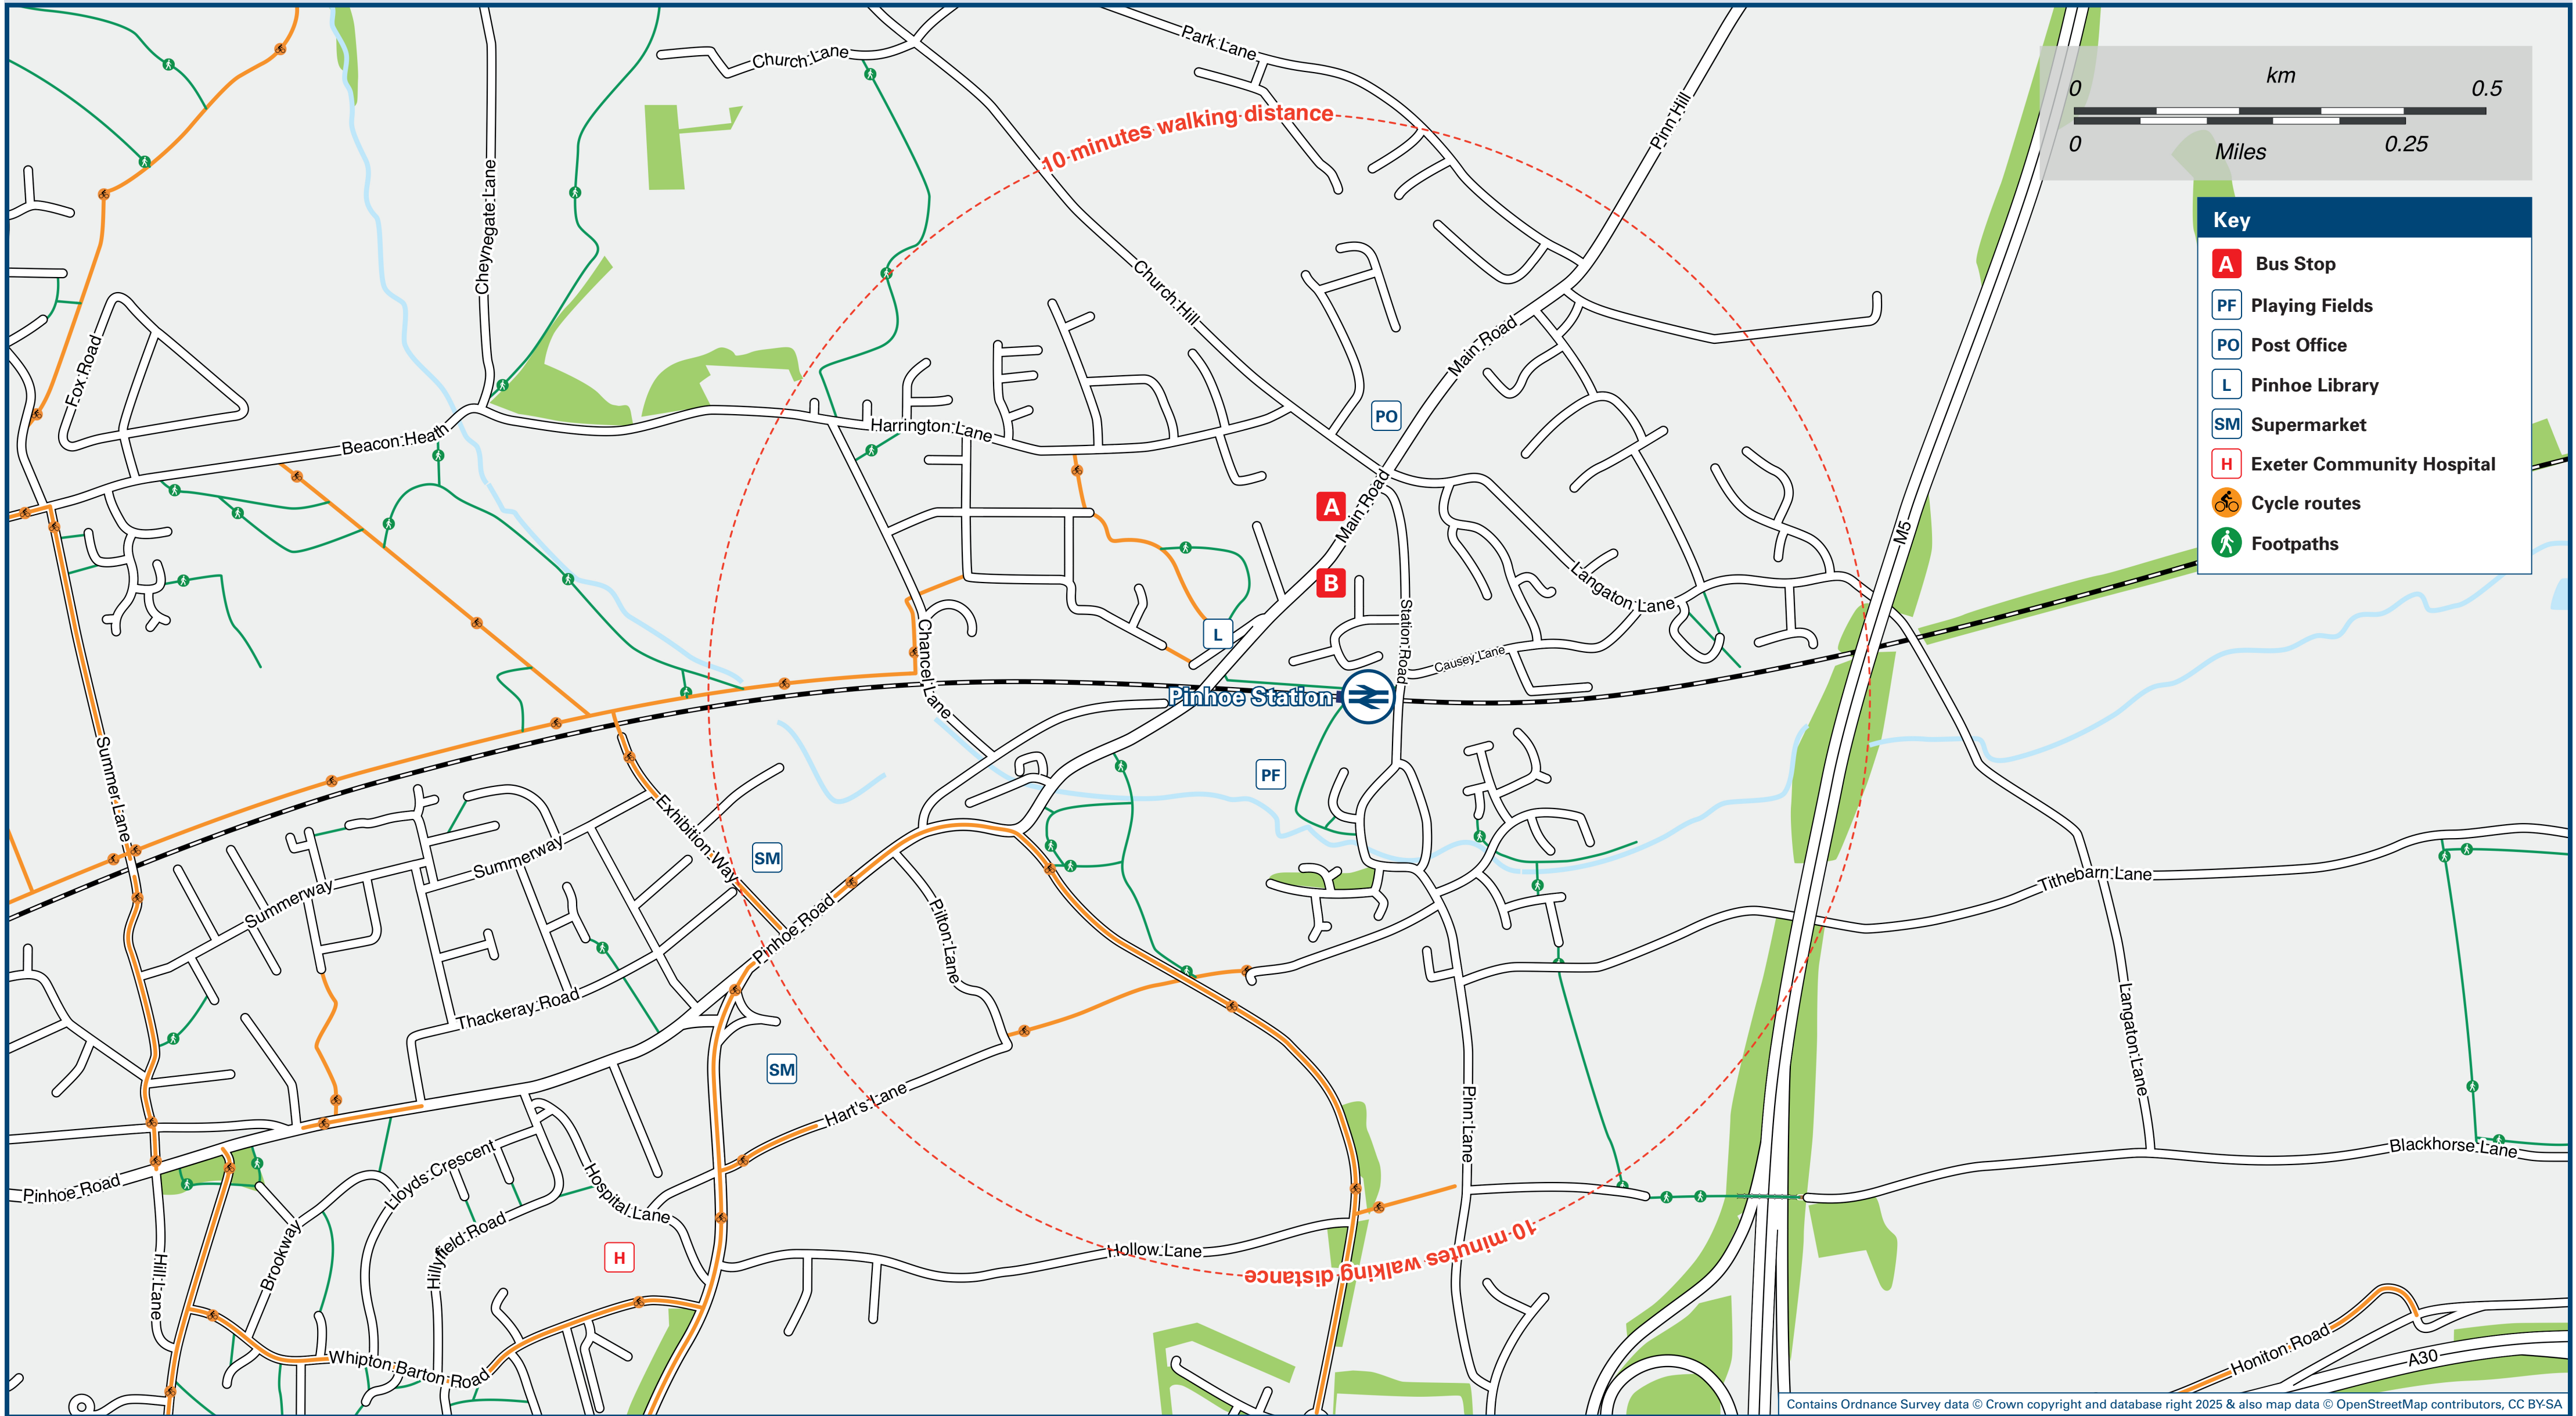 Church Lane
Park Lane
Pinn Hill
km
0
0.5
0
Miles
0.25
10 minutes walking distance
Cheynegate Lane
Church Hill
Key
A Bus Stop
PF Playing Fields
PO Post Office
L Pinhoe Library
SM Supermarket
H Exeter Community Hospital
Cycle routes
Footpaths
Fox Road
Main Road
PO
Beacon Heath
Harrington Lane
A
Main Road
M5
B
Langaton Lane
L
Station Road
Causey Lane
Chancel Lane
Pinhoe Station
Summer Lane
PF
Exhibition Way
SM
Summerway
Summerway
Tithebarn Lane
Pinhoe Road
Pilton Lane
Thackeray Road
Langaton Lane
SM
Hart's Lane
Pinn Lane
Blackhorse Lane
Pinhoe Road
Lloyds Crescent
Hospital Lane
Hillyfield Road
Brookway
Hill Lane
H
Hollow Lane
10 minutes walking distance
Whipton Barton Road
Honiton Road
A30
Contains Ordnance Survey data © Crown copyright and database right 2025 & also map data © OpenStreetMap contributors, CC BY-SA